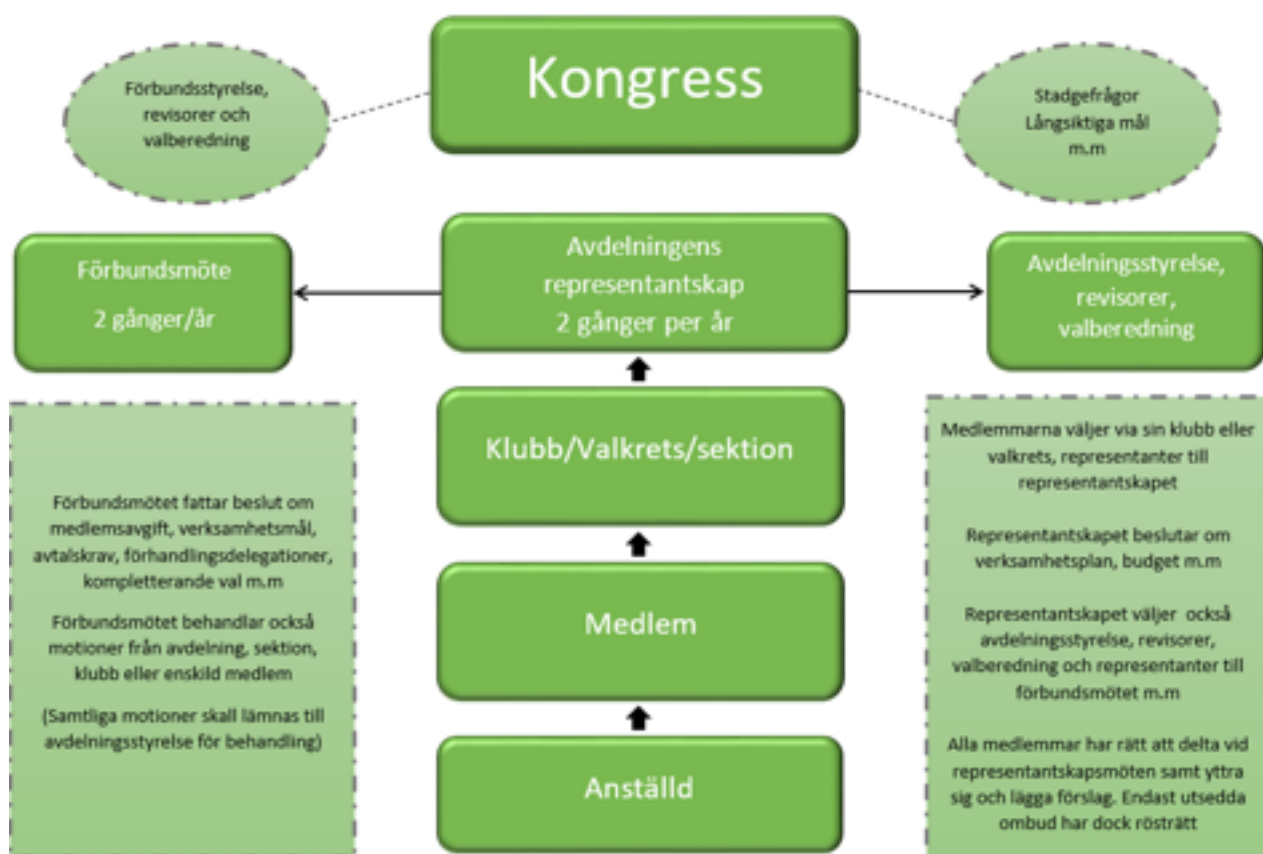 Kongress
Förbundsstyrelse,
revisorer och
valberedning
Stadgefrågor
Långsiktiga mål
m.m
Förbundsmöte
2 gånger/år
Avdelningens
representantskap
2 gånger per år
Avdelningsstyrelse,
revisorer,
valberedning
Klubb/Valkrets/sektion
Medlem
Anställd
Förbundsmötet fattar beslut om
medlemsavgift, verksamhetsmål,
avtalskrav, förhandlingsdelegationer,
kompletterande val m.m
Förbundsmötet behandlar också
motioner från avdelning, sektion,
klubb eller enskild medlem
(Samtliga motioner skall lämnas till
avdelningsstyrelse för behandling)
Medlemmarna väljer via sin klubb eller
valkrets, representanter till
representantskapet
Representantskapet beslutar om
verksamhetsplan, budget m.m
Representantskapet väljer också
avdelningsstyrelse, revisorer,
valberedning och representanter till
förbundsmötet m.m
Alla medlemmar har rätt att delta vid
representantskapsmöten samt yttra
sig och lägga förslag. Endast utsedda
ombud har dock rösträtt